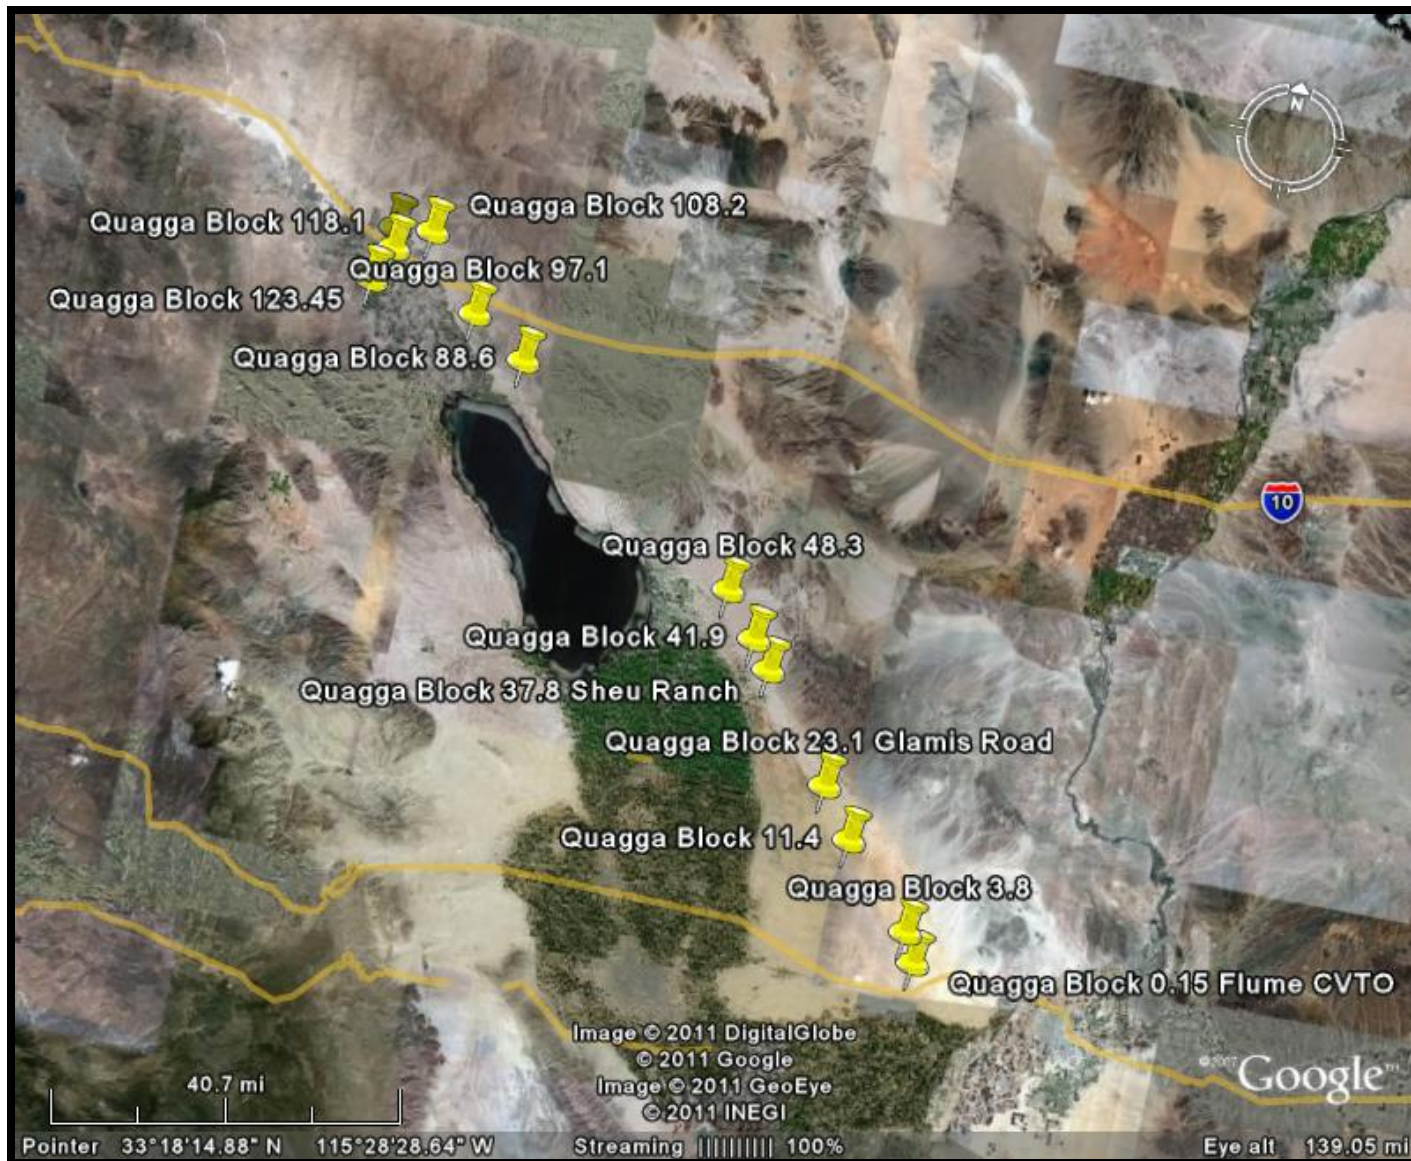 N
Quagga Block 108.2
Quagga Block 118.1
Quagga Block 97.1
Quagga Block 123.45
Quagga Block 88.6
10
Quagga Block 48.3
Quagga Block 41.9
Quagga Block 37.8 Sheu Ranch
Quagga Block 23.1 Glamis Road
Quagga Block 11.4
Quagga Block 3.8
Quagga Block 0.15 Flume CVTO
Image © 2011 DigitalGlobe
© 2011 Google
Image © 2011 GeoEye
© 2011 INEGI
©2007 Google™
40.7 mi
Pointer 33°18'14.88" N 115°28'28.64" W Streaming |||||||||| 100% Eye alt 139.05 mi